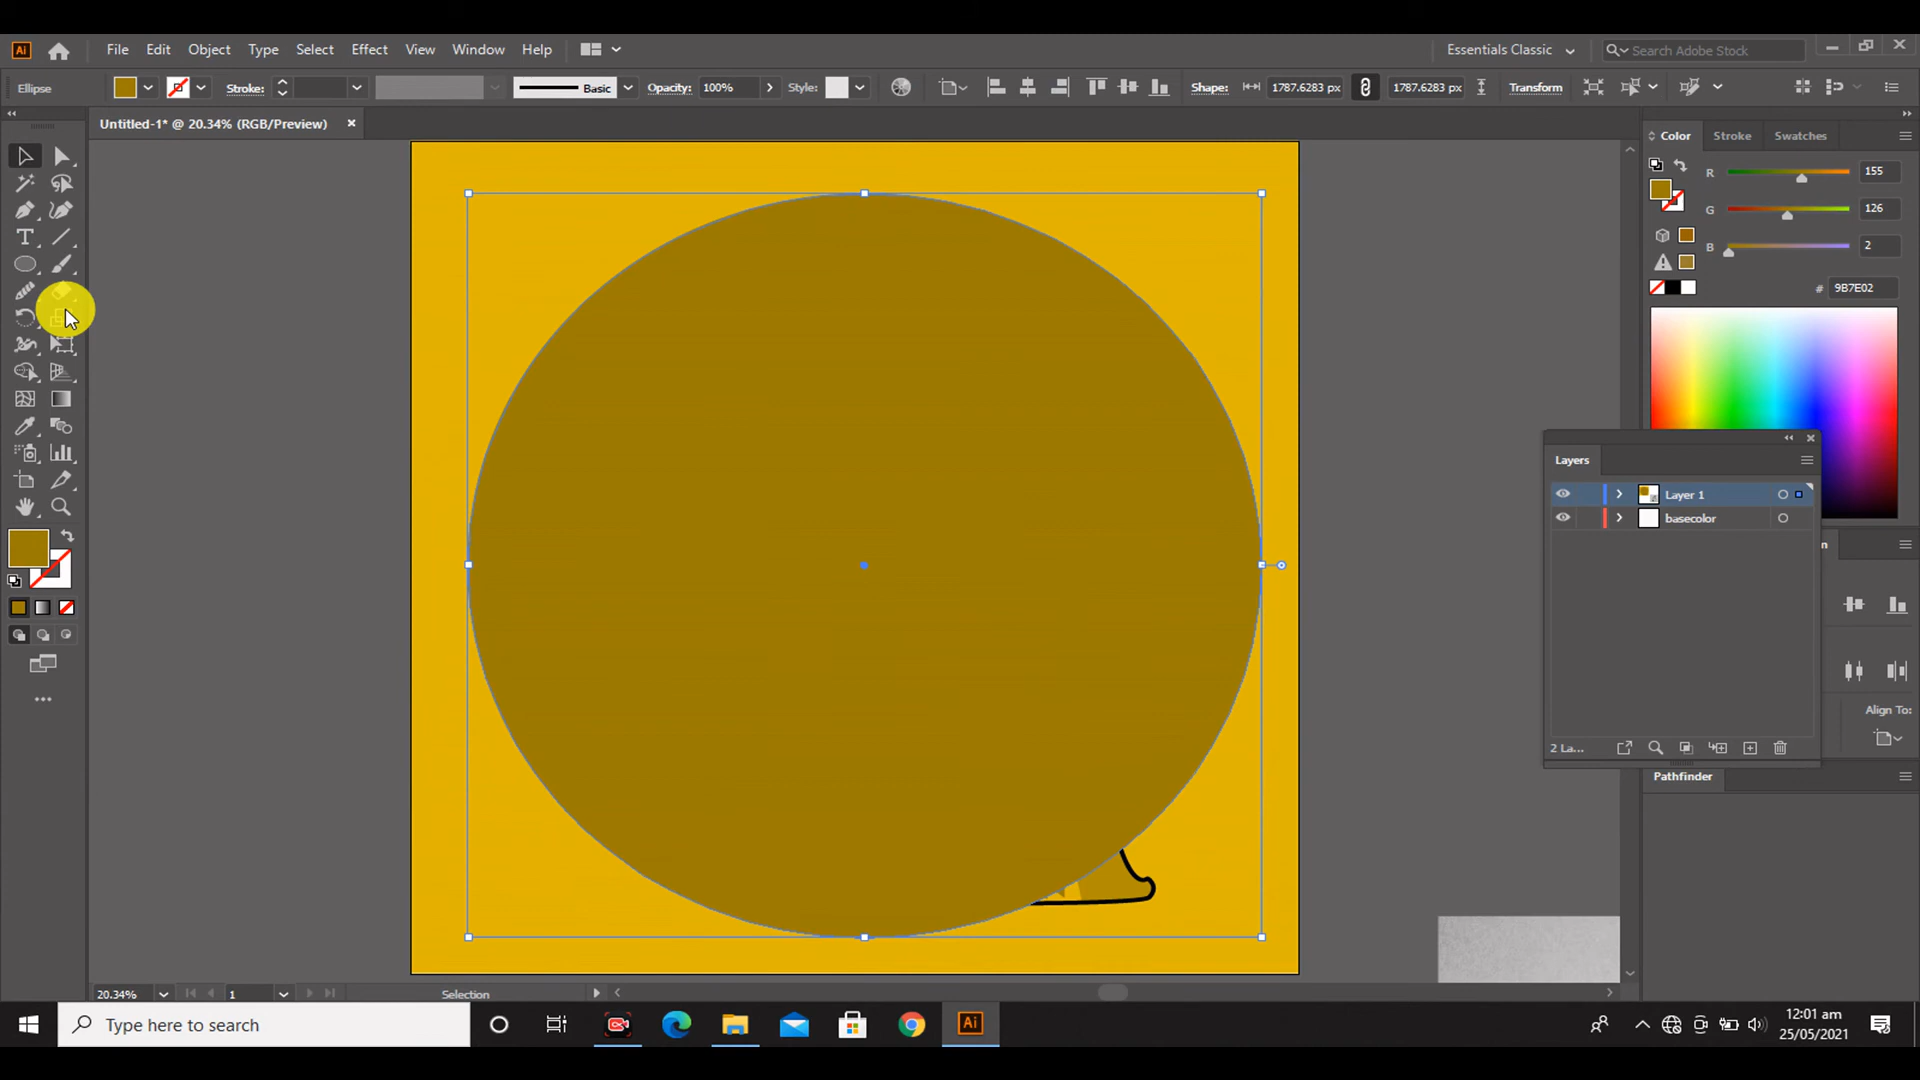 Ai File Edit Object Type Select Effect View Window Help Essentials Classic Search Adobe Stock
Ellipse Stroke: Basic Opacity: 100% Style: Shape: 1787.6283 px 1787.6283 px Transform
Untitled-1* @ 20.34% (RGB/Preview)
Color Stroke Swatches
R 155
G 126
B 2
# 9B7E02
T
Layers
Layer 1
basecolor
2 La...
Align To:
Pathfinder
20.34% 1 Selection
Type here to search
Ai
12:01 am
25/05/2021